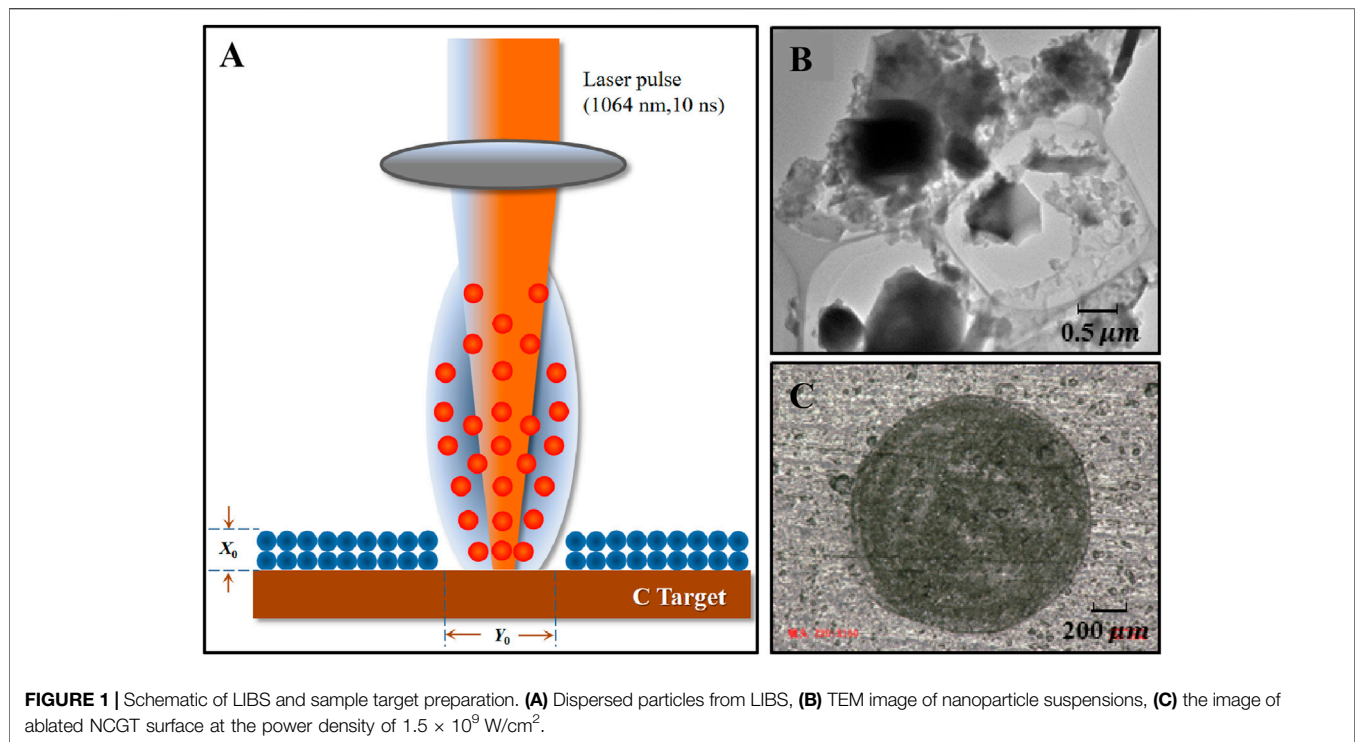 A
Laser pulse
(1064 nm,10 ns)
X₀
C Target
Y₀
B
0.5 μm
C
200 μm
FIGURE 1 | Schematic of LIBS and sample target preparation. (A) Dispersed particles from LIBS, (B) TEM image of nanoparticle suspensions, (C) the image of
ablated NCGT surface at the power density of 1.5 × 10⁹ W/cm².